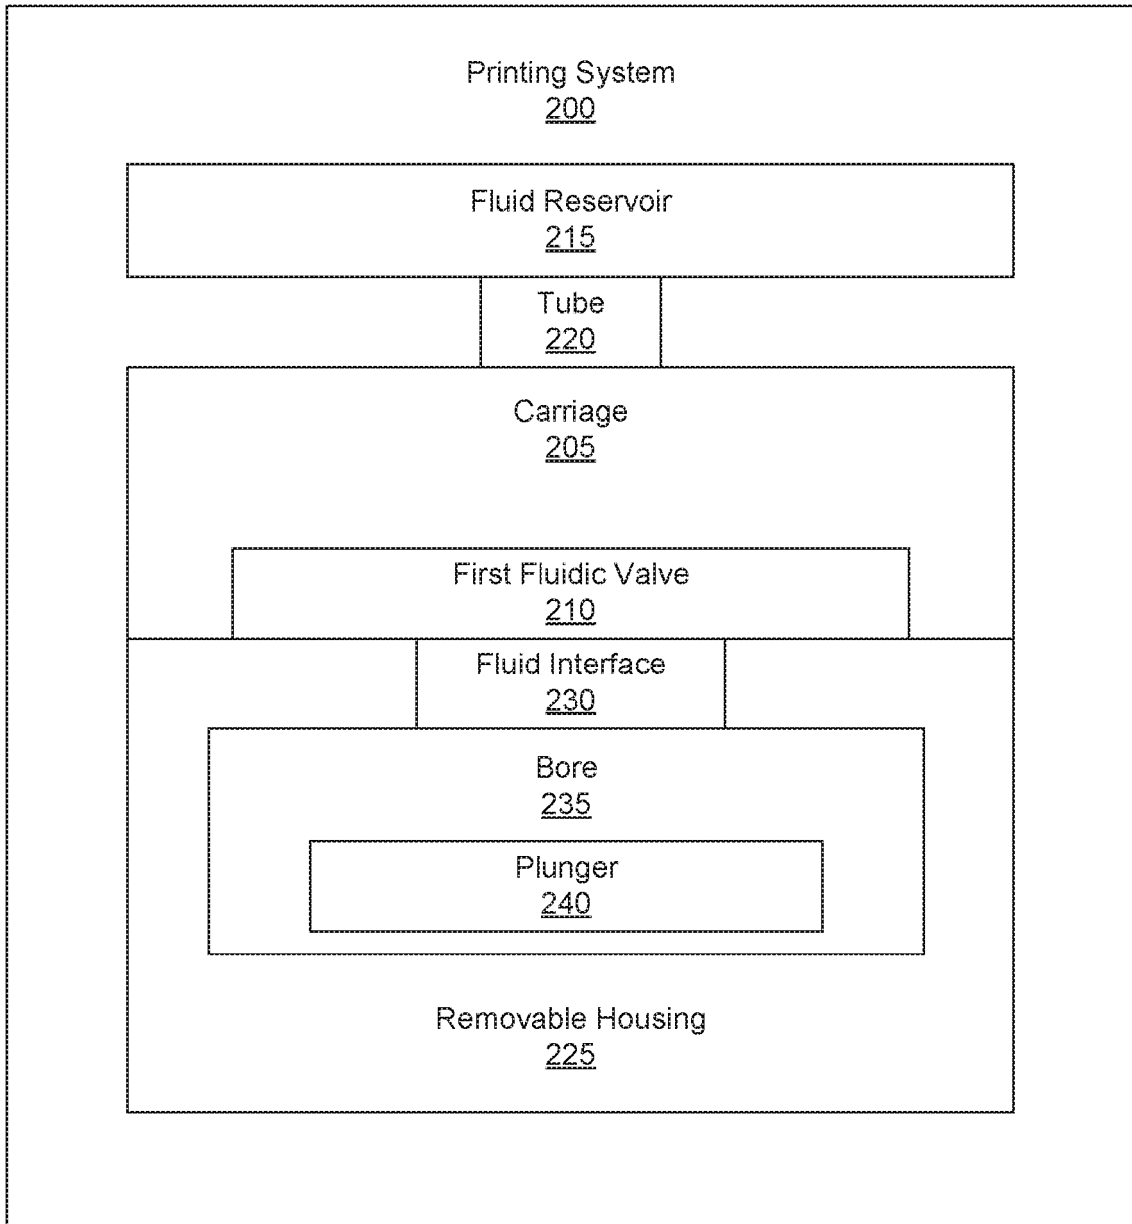 Printing System
200
Fluid Reservoir
215
Tube
220
Carriage
205
First Fluidic Valve
210
Fluid Interface
230
Bore
235
Plunger
240
Removable Housing
225